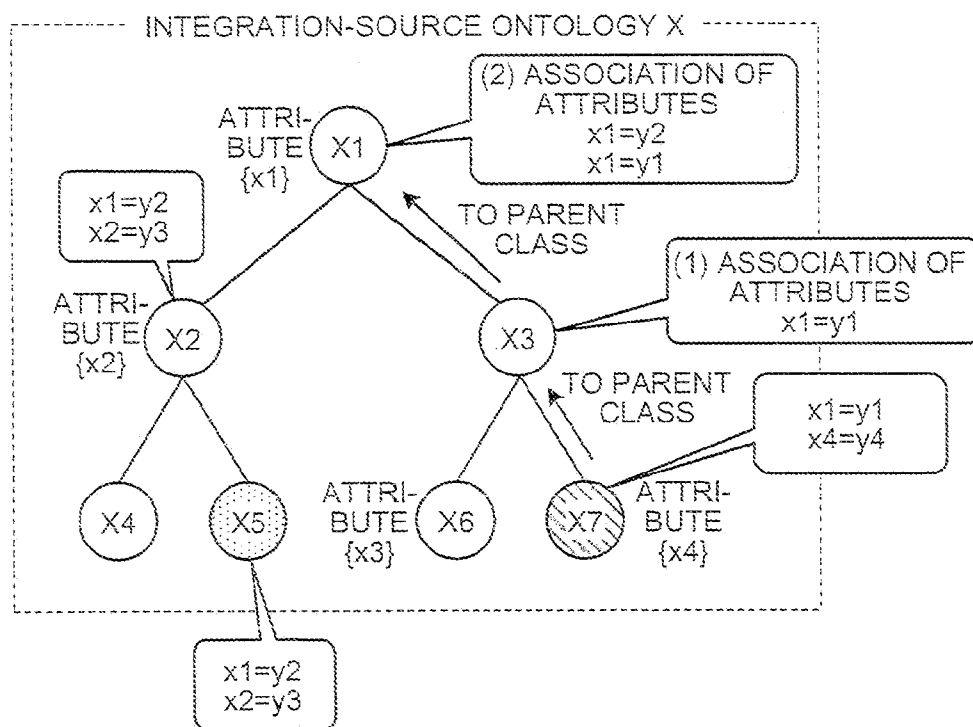 INTEGRATION-SOURCE ONTOLOGY X
(2) ASSOCIATION OF
ATTRIBUTES
x1=y2
x1=y1
ATTRI-
BUTE
{x1}
X1
x1=y2
x2=y3
TO PARENT
CLASS
(1) ASSOCIATION OF
ATTRIBUTES
x1=y1
ATTRI-
BUTE
{x2}
X2
X3
TO PARENT
CLASS
x1=y1
x4=y4
X4
X5
ATTRI-
BUTE
{x3}
X6
X7
ATTRI-
BUTE
{x4}
x1=y2
x2=y3